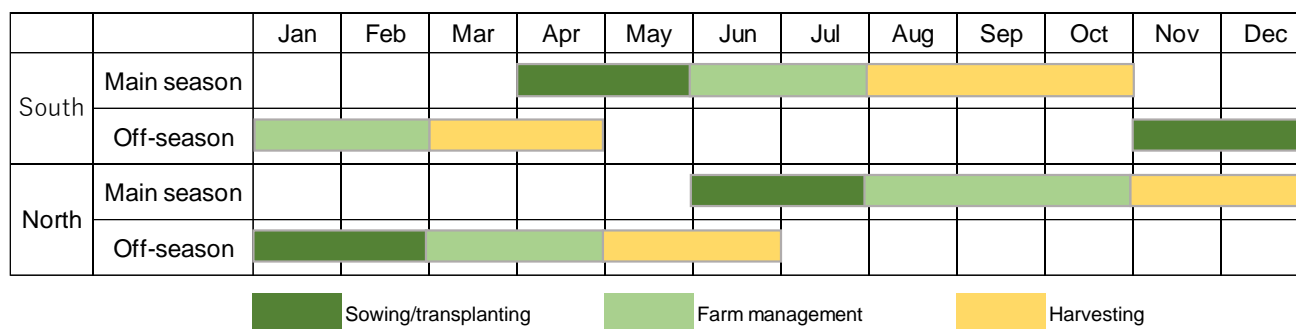 Jan Feb Mar Apr May Jun Jul Aug Sep Oct Nov Dec
South
Main season
Off-season
North
Main season
Off-season
Sowing/transplanting Farm management Harvesting